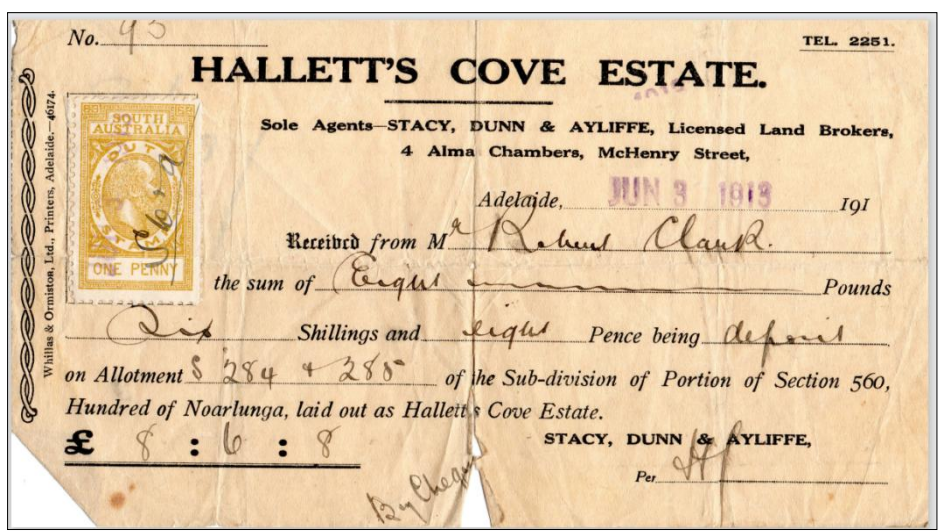 No. 93
TEL. 2251.
HALLETT'S COVE ESTATE.
Sole Agents—STACY, DUNN & AYLIFFE, Licensed Land Brokers,
4 Alma Chambers, McHenry Street,
Adelaide, JUN 3 1913 191
Received from Mr Robert Clark.
the sum of Eight Pounds
Six Shillings and eight Pence being deposit
on Allotment S 284 + 285 of the Sub-division of Portion of Section 560,
Hundred of Noarlunga, laid out as Hallett's Cove Estate.
£ 8 : 6 : 8
STACY, DUNN & AYLIFFE,
Per
By Cheque
SOUTH
AUSTRALIA
DUTY
STAMP
ONE PENNY
Whillas & Ormiston, Ltd., Printers, Adelaide.—46174.